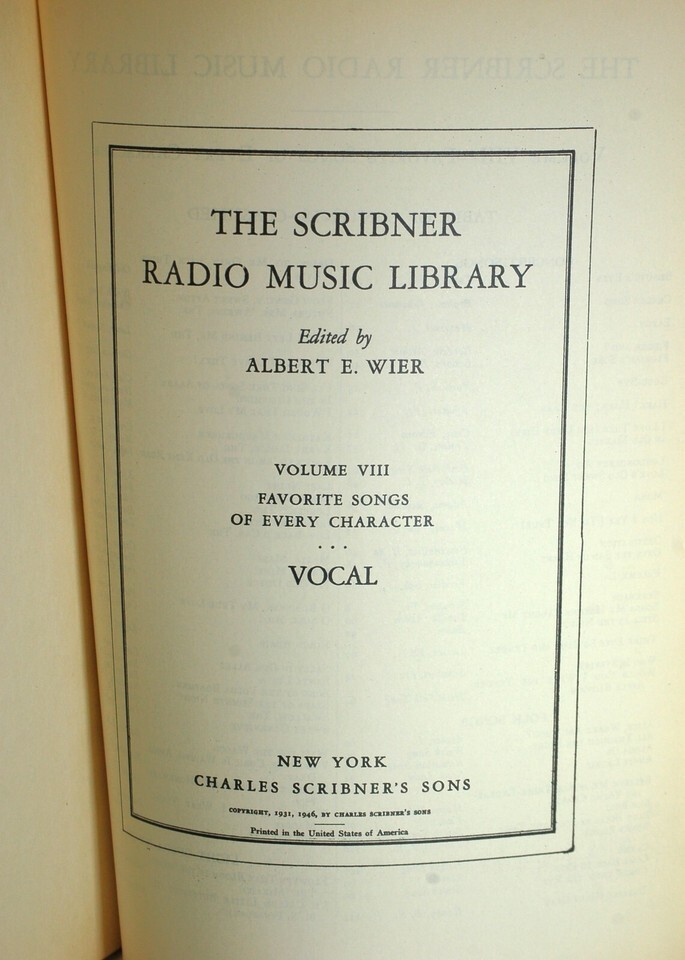 THE SCRIBNER
RADIO MUSIC LIBRARY
Edited by
ALBERT E. WIER
VOLUME VIII
FAVORITE SONGS
OF EVERY CHARACTER
...
VOCAL
NEW YORK
CHARLES SCRIBNER'S SONS
COPYRIGHT, 1931, 1946, BY CHARLES SCRIBNER'S SONS
Printed in the United States of America